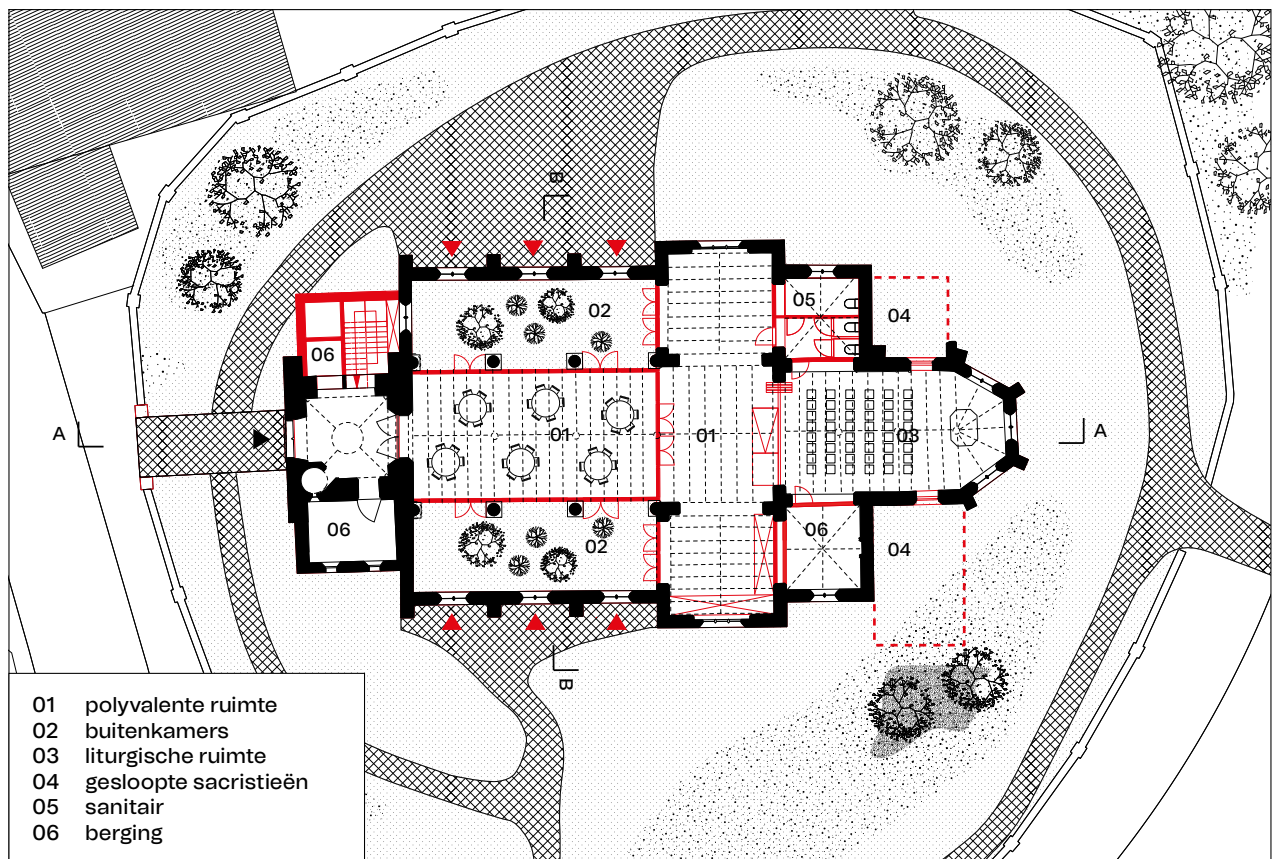 B
02
05
04
06
A
01
01
03
A
06
06
02
04
B
01 polyvalente ruimte
02 buitenkamers
03 liturgische ruimte
04 gesloopte sacristieën
05 sanitair
06 berging